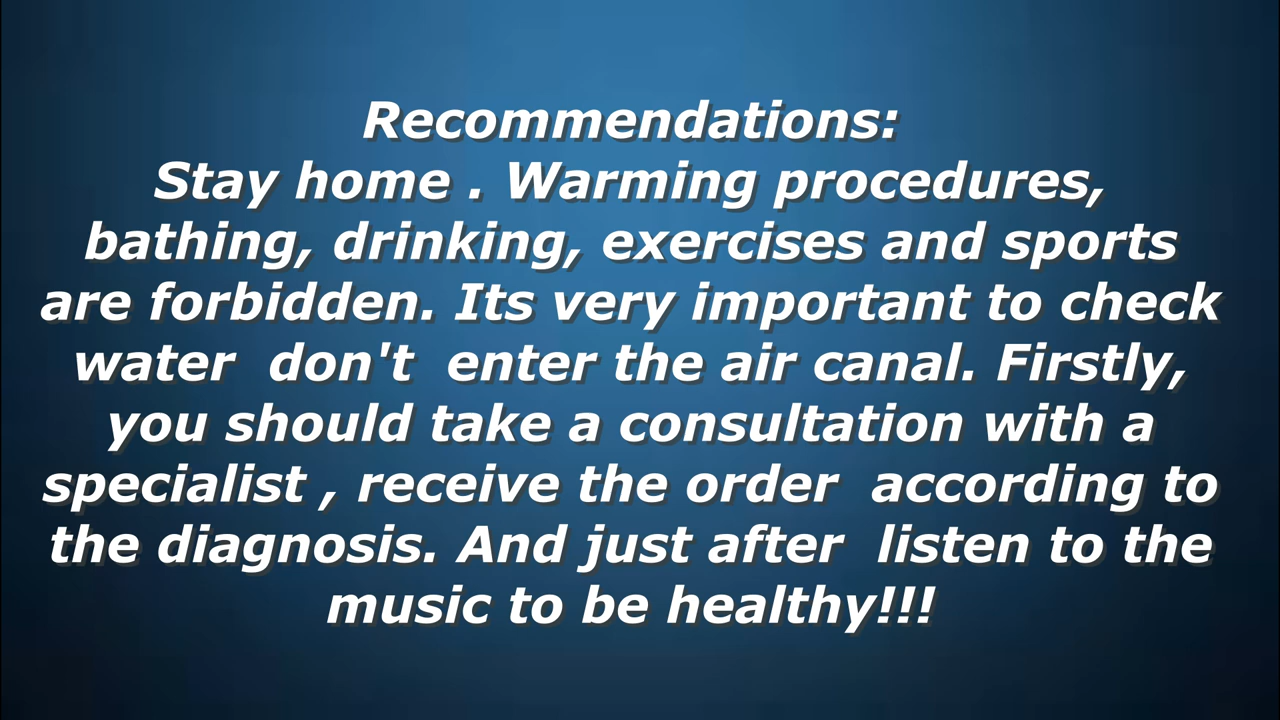 Recommendations:
Stay home . Warming procedures,
bathing, drinking, exercises and sports
are forbidden. Its very important to check
water  don't  enter the air canal. Firstly,
you should take a consultation with a
specialist , receive the order  according to
the diagnosis. And just after  listen to the
music to be healthy!!!